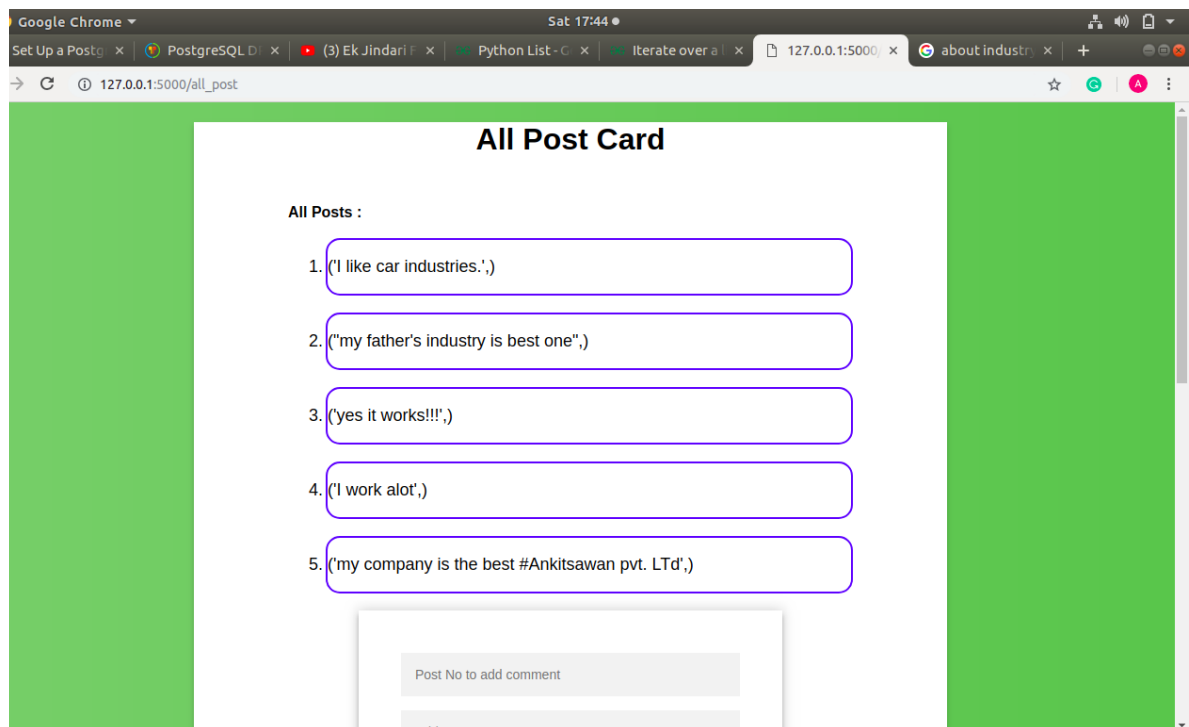 Google Chrome
Sat 17:44
Set Up a Postg
PostgreSQL D
(3) Ek Jindari F
Python List - G
Iterate over a l
127.0.0.1:5000/
about industry
127.0.0.1:5000/all_post
All Post Card
All Posts :
1. ('I like car industries.',)
2. ("my father's industry is best one",)
3. ('yes it works!!!',)
4. ('I work alot',)
5. ('my company is the best #Ankitsawan pvt. LTd',)
Post No to add comment